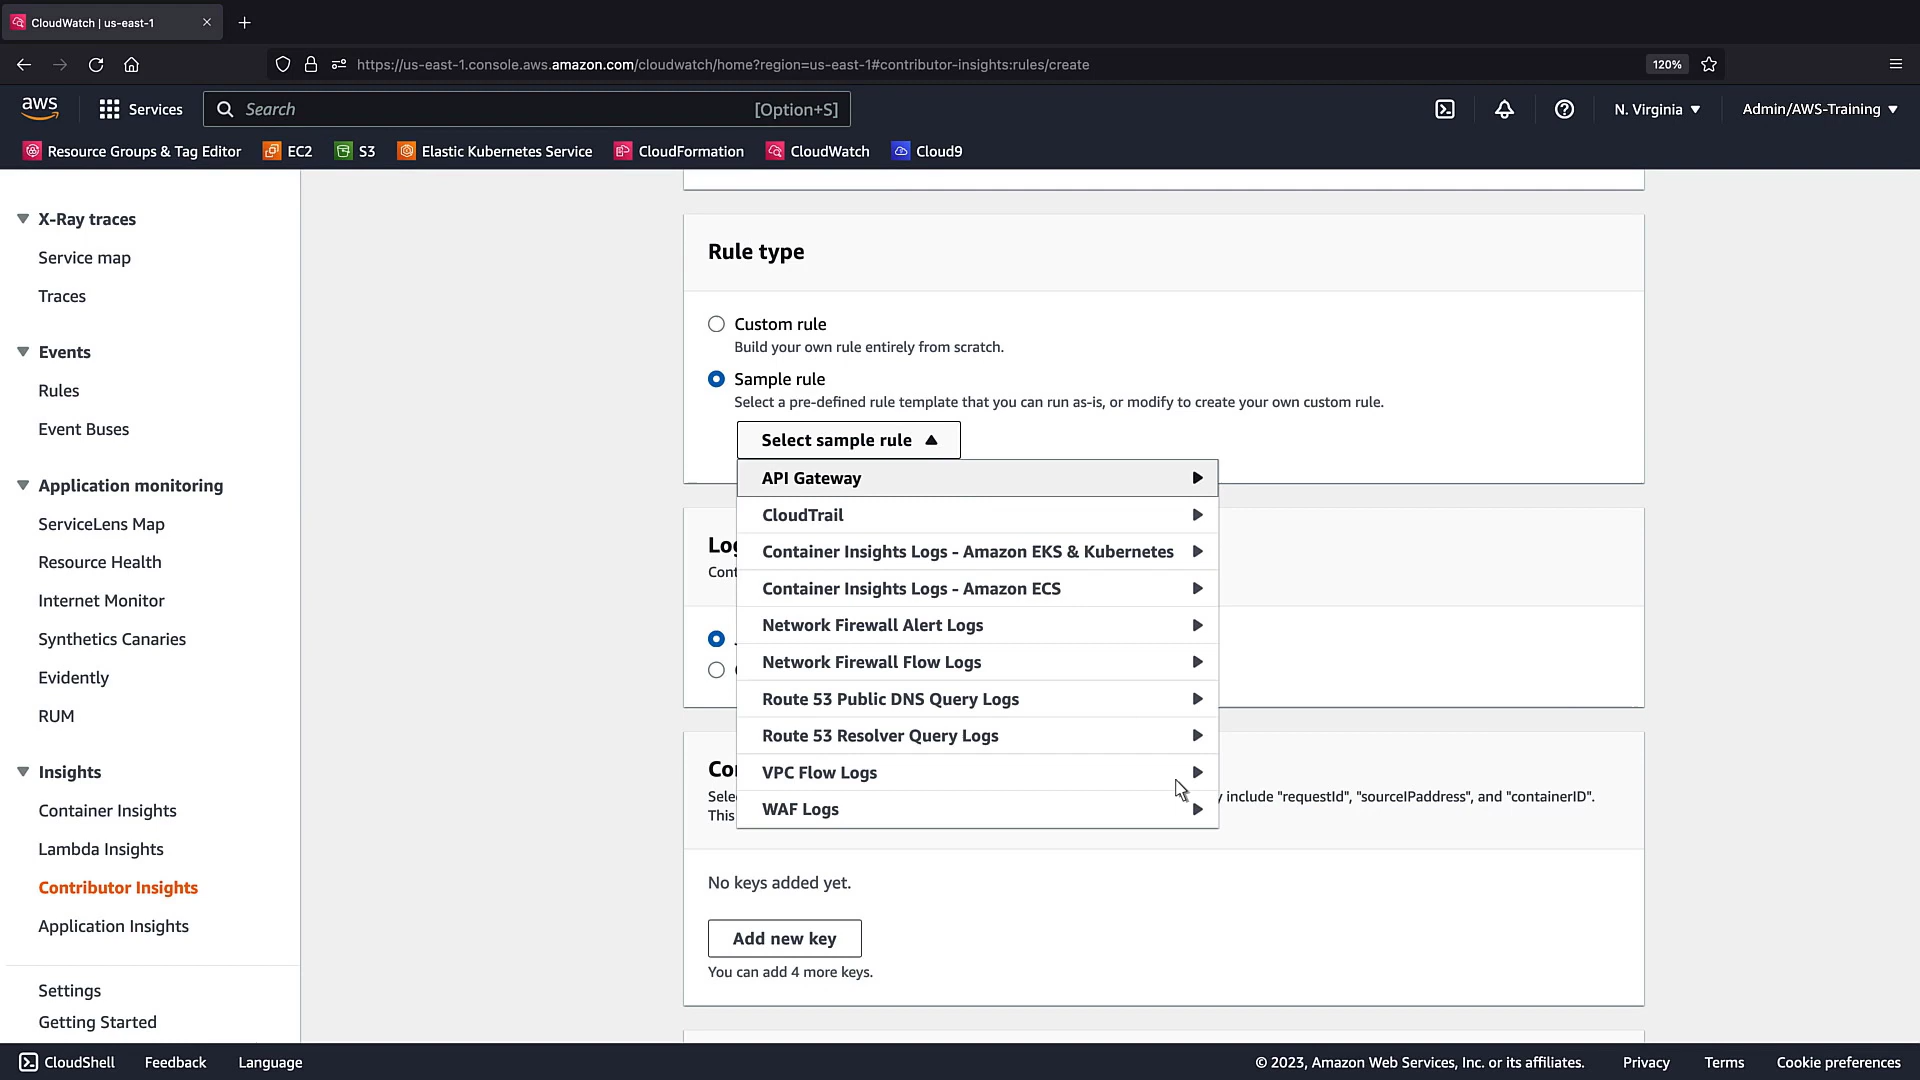 CloudWatch | us-east-1
https://us-east-1.console.aws.amazon.com/cloudwatch/home?region=us-east-1#contributor-insights:rules/create
120%
aws
Services
Search
[Option+S]
N. Virginia
Admin/AWS-Training
Resource Groups & Tag Editor
EC2
S3
Elastic Kubernetes Service
CloudFormation
CloudWatch
Cloud9
X-Ray traces
Service map
Traces
Events
Rules
Event Buses
Application monitoring
ServiceLens Map
Resource Health
Internet Monitor
Synthetics Canaries
Evidently
RUM
Insights
Container Insights
Lambda Insights
Contributor Insights
Application Insights
Settings
Getting Started
Rule type
Custom rule
Build your own rule entirely from scratch.
Sample rule
Select a pre-defined rule template that you can run as-is, or modify to create your own custom rule.
Select sample rule
API Gateway
CloudTrail
Container Insights Logs - Amazon EKS & Kubernetes
Container Insights Logs - Amazon ECS
Network Firewall Alert Logs
Network Firewall Flow Logs
Route 53 Public DNS Query Logs
Route 53 Resolver Query Logs
VPC Flow Logs
WAF Logs
include "requestId", "sourceIPaddress", and "containerID".
This
No keys added yet.
Add new key
You can add 4 more keys.
CloudShell
Feedback
Language
© 2023, Amazon Web Services, Inc. or its affiliates.
Privacy
Terms
Cookie preferences